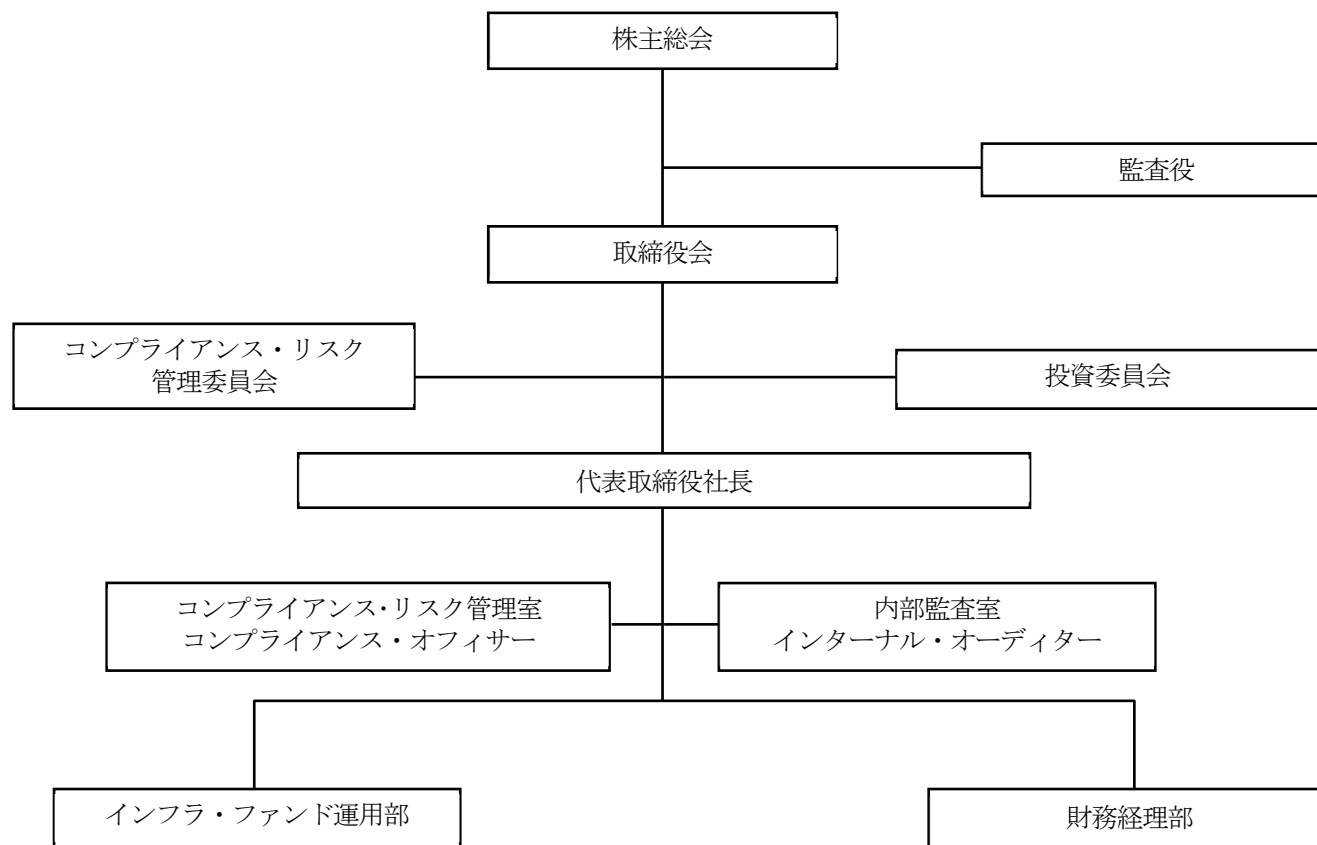 株主総会
監査役
取締役会
コンプライアンス・リスク
管理委員会
投資委員会
代表取締役社長
コンプライアンス・リスク管理室
コンプライアンス・オフィサー
内部監査室
インターナル・オーディター
インフラ・ファンド運用部
財務経理部